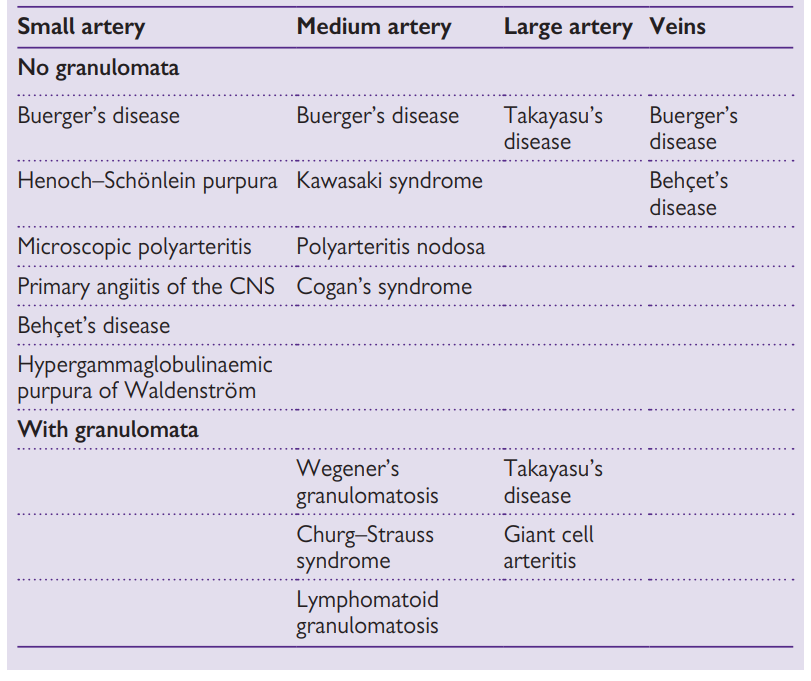 Small artery Medium artery Large artery Veins
No granulomata
Buerger's disease Buerger's disease Takayasu's disease Buerger's disease
Henoch–Schönlein purpura Kawasaki syndrome Behçet's disease
Microscopic polyarteritis Polyarteritis nodosa
Primary angiitis of the CNS Cogan's syndrome
Behçet's disease
Hypergammaglobulinaemic
purpura of Waldenström
With granulomata
Wegener's granulomatosis Takayasu's disease
Churg–Strauss syndrome Giant cell arteritis
Lymphomatoid
granulomatosis